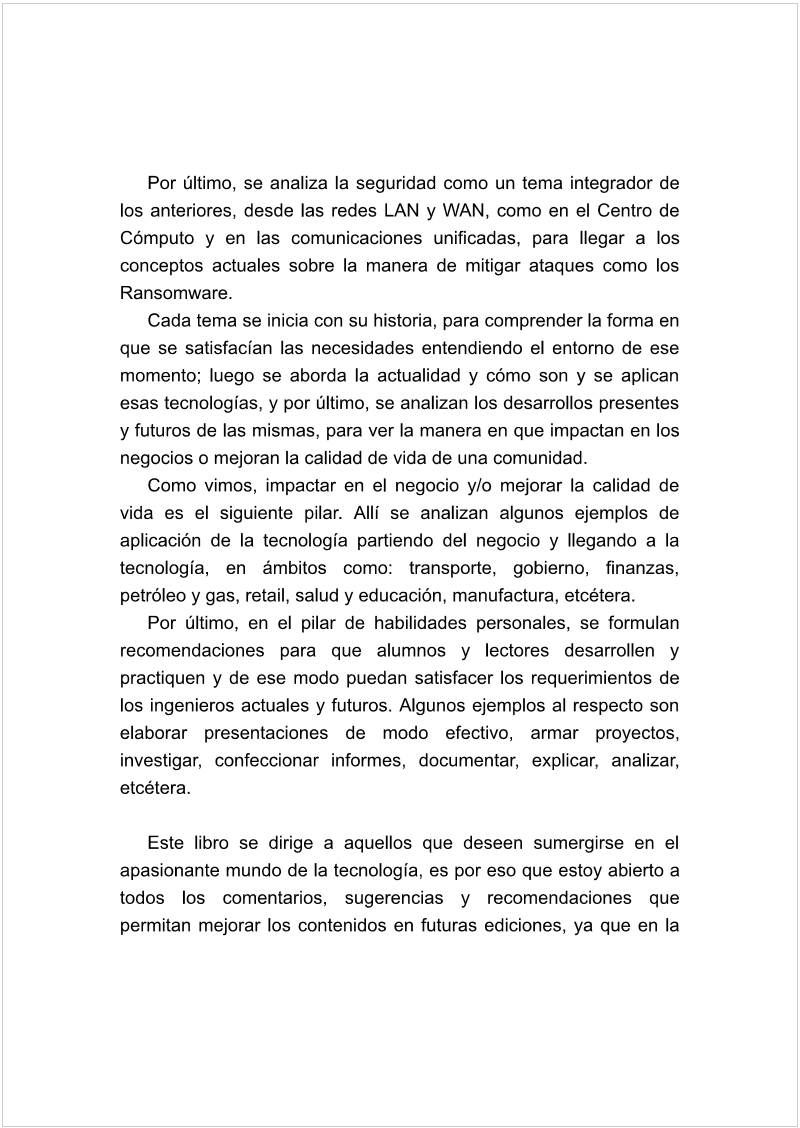 Por último, se analiza la seguridad como un tema integrador de
los anteriores, desde las redes LAN y WAN, como en el Centro de
Cómputo y en las comunicaciones unificadas, para llegar a los
conceptos actuales sobre la manera de mitigar ataques como los
Ransomware.
Cada tema se inicia con su historia, para comprender la forma en
que se satisfacían las necesidades entendiendo el entorno de ese
momento; luego se aborda la actualidad y cómo son y se aplican
esas tecnologías, y por último, se analizan los desarrollos presentes
y futuros de las mismas, para ver la manera en que impactan en los
negocios o mejoran la calidad de vida de una comunidad.
Como vimos, impactar en el negocio y/o mejorar la calidad de
vida es el siguiente pilar. Allí se analizan algunos ejemplos de
aplicación de la tecnología partiendo del negocio y llegando a la
tecnología, en ámbitos como: transporte, gobierno, finanzas,
petróleo y gas, retail, salud y educación, manufactura, etcétera.
Por último, en el pilar de habilidades personales, se formulan
recomendaciones para que alumnos y lectores desarrollen y
practiquen y de ese modo puedan satisfacer los requerimientos de
los ingenieros actuales y futuros. Algunos ejemplos al respecto son
elaborar presentaciones de modo efectivo, armar proyectos,
investigar, confeccionar informes, documentar, explicar, analizar,
etcétera.
Este libro se dirige a aquellos que deseen sumergirse en el
apasionante mundo de la tecnología, es por eso que estoy abierto a
todos los comentarios, sugerencias y recomendaciones que
permitan mejorar los contenidos en futuras ediciones, ya que en la